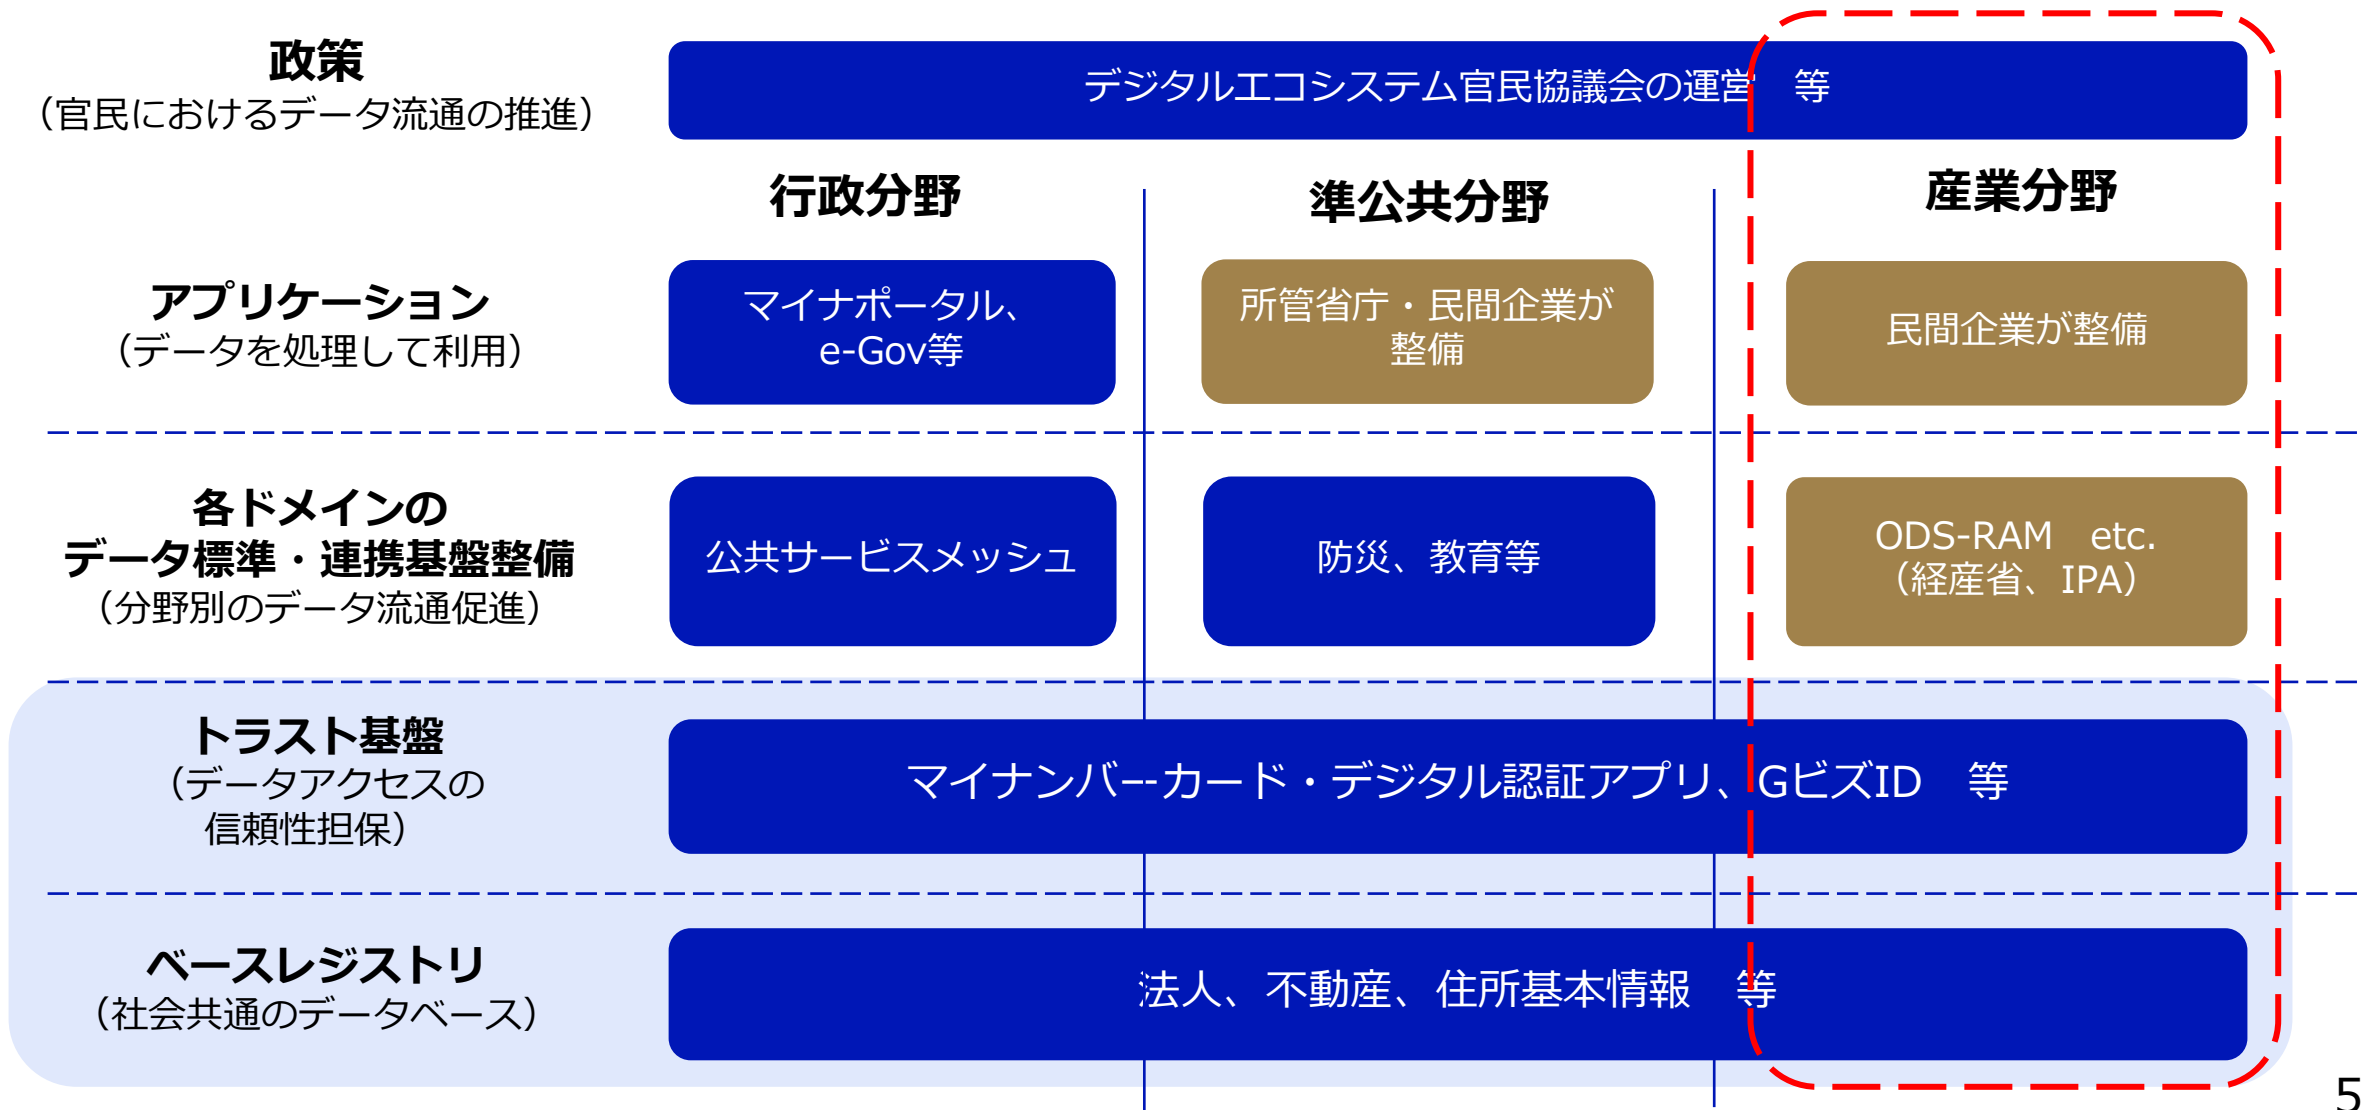 政策
（官民におけるデータ流通の推進）
デジタルエコシステム官民協議会の運営　等
行政分野
準公共分野
産業分野
アプリケーション
（データを処理して利用）
マイナポータル、
e-Gov等
所管省庁・民間企業が
整備
民間企業が整備
各ドメインの
データ標準・連携基盤整備
（分野別のデータ流通促進）
公共サービスメッシュ
防災、教育等
ODS-RAM　etc.
（経産省、IPA）
トラスト基盤
（データアクセスの
信頼性担保）
マイナンバーカード・デジタル認証アプリ、GビズID　等
ベースレジストリ
（社会共通のデータベース）
法人、不動産、住所基本情報　等
5